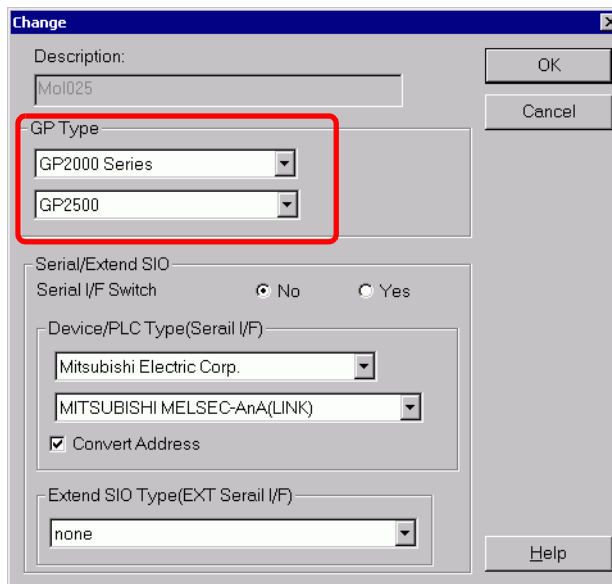 Change
Description:
OK
Mol025
Cancel
GP Type
GP2000 Series
GP2500
Serial/Extend SIO
Serial I/F Switch No Yes
Device/PLC Type(Serail I/F)
Mitsubishi Electric Corp.
MITSUBISHI MELSEC-AnA(LINK)
Convert Address
Extend SIO Type(EXT Serail I/F)
none
Help